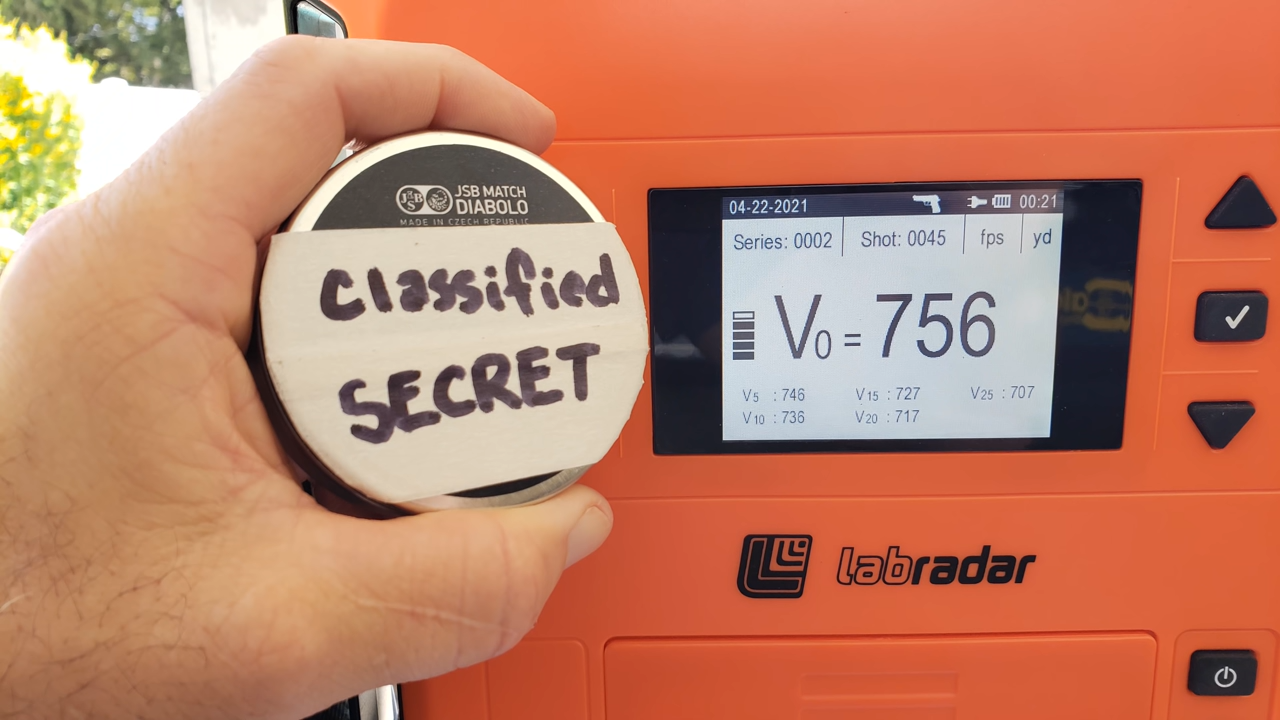 JSB
JSB MATCH
DIABOLO
MADE IN CZECH REPUBLIC
Classified
SECRET
04-22-2021 00:21
Series: 0002 Shot: 0045 fps yd
V0 = 756
V5 : 746 V15 : 727 V25 : 707
V10 : 736 V20 : 717
labradar